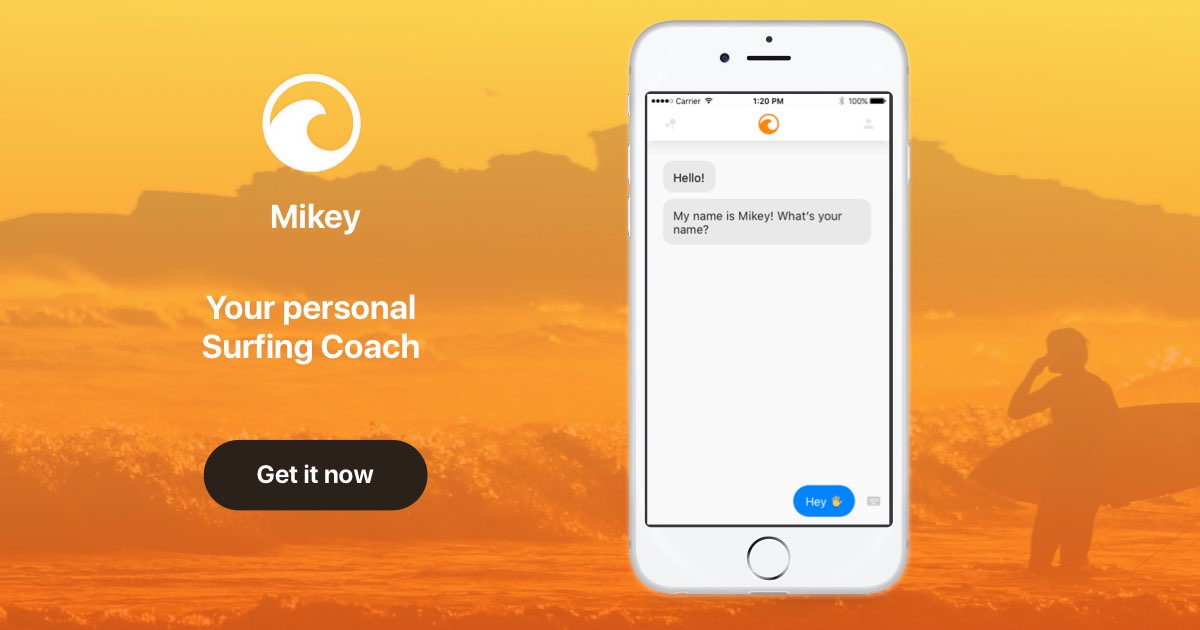 Mikey
Your personal
Surfing Coach
Get it now
Carrier
1:20 PM
100%
Hello!
My name is Mikey! What's your
name?
Hey 👋